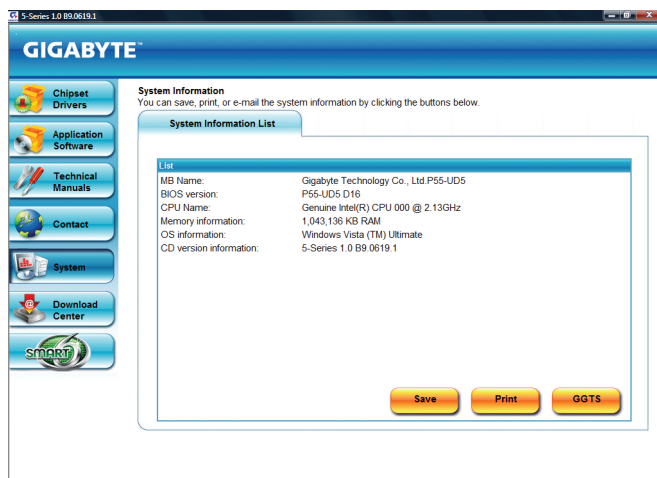 5-Series 1.0 B9.0619.1
GIGABYTE™
Chipset
Drivers
Application
Software
Technical
Manuals
Contact
System
Download
Center
SMART6
System Information
You can save, print, or e-mail the system information by clicking the buttons below.
System Information List
List
MB Name: Gigabyte Technology Co., Ltd.P55-UD5
BIOS version: P55-UD5 D16
CPU Name: Genuine Intel(R) CPU 000 @ 2.13GHz
Memory information: 1,043,136 KB RAM
OS information: Windows Vista (TM) Ultimate
CD version information: 5-Series 1.0 B9.0619.1
Save Print GGTS